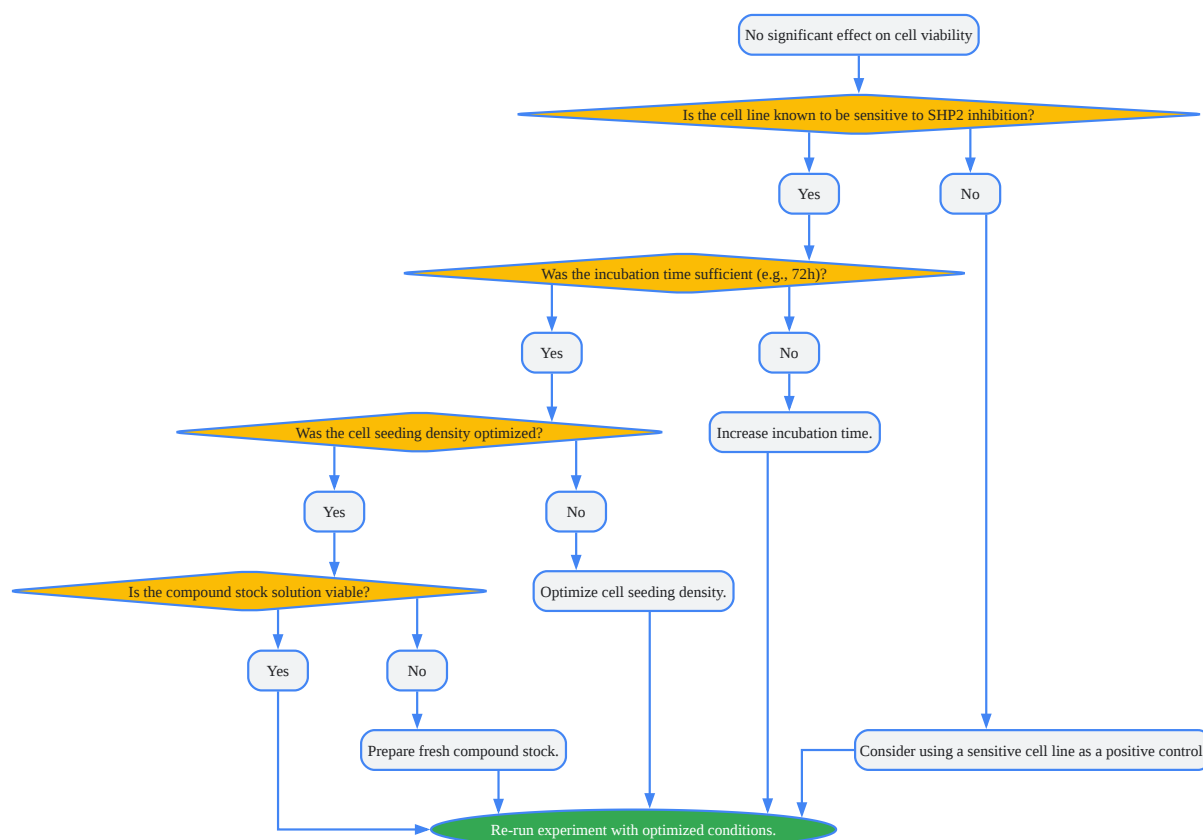 No significant effect on cell viability
Is the cell line known to be sensitive to SHP2 inhibition?
Yes
No
Was the incubation time sufficient (e.g., 72h)?
Yes
No
Was the cell seeding density optimized?
Increase incubation time.
Yes
No
Is the compound stock solution viable?
Optimize cell seeding density.
Yes
No
Prepare fresh compound stock.
Consider using a sensitive cell line as a positive control
Re-run experiment with optimized conditions.